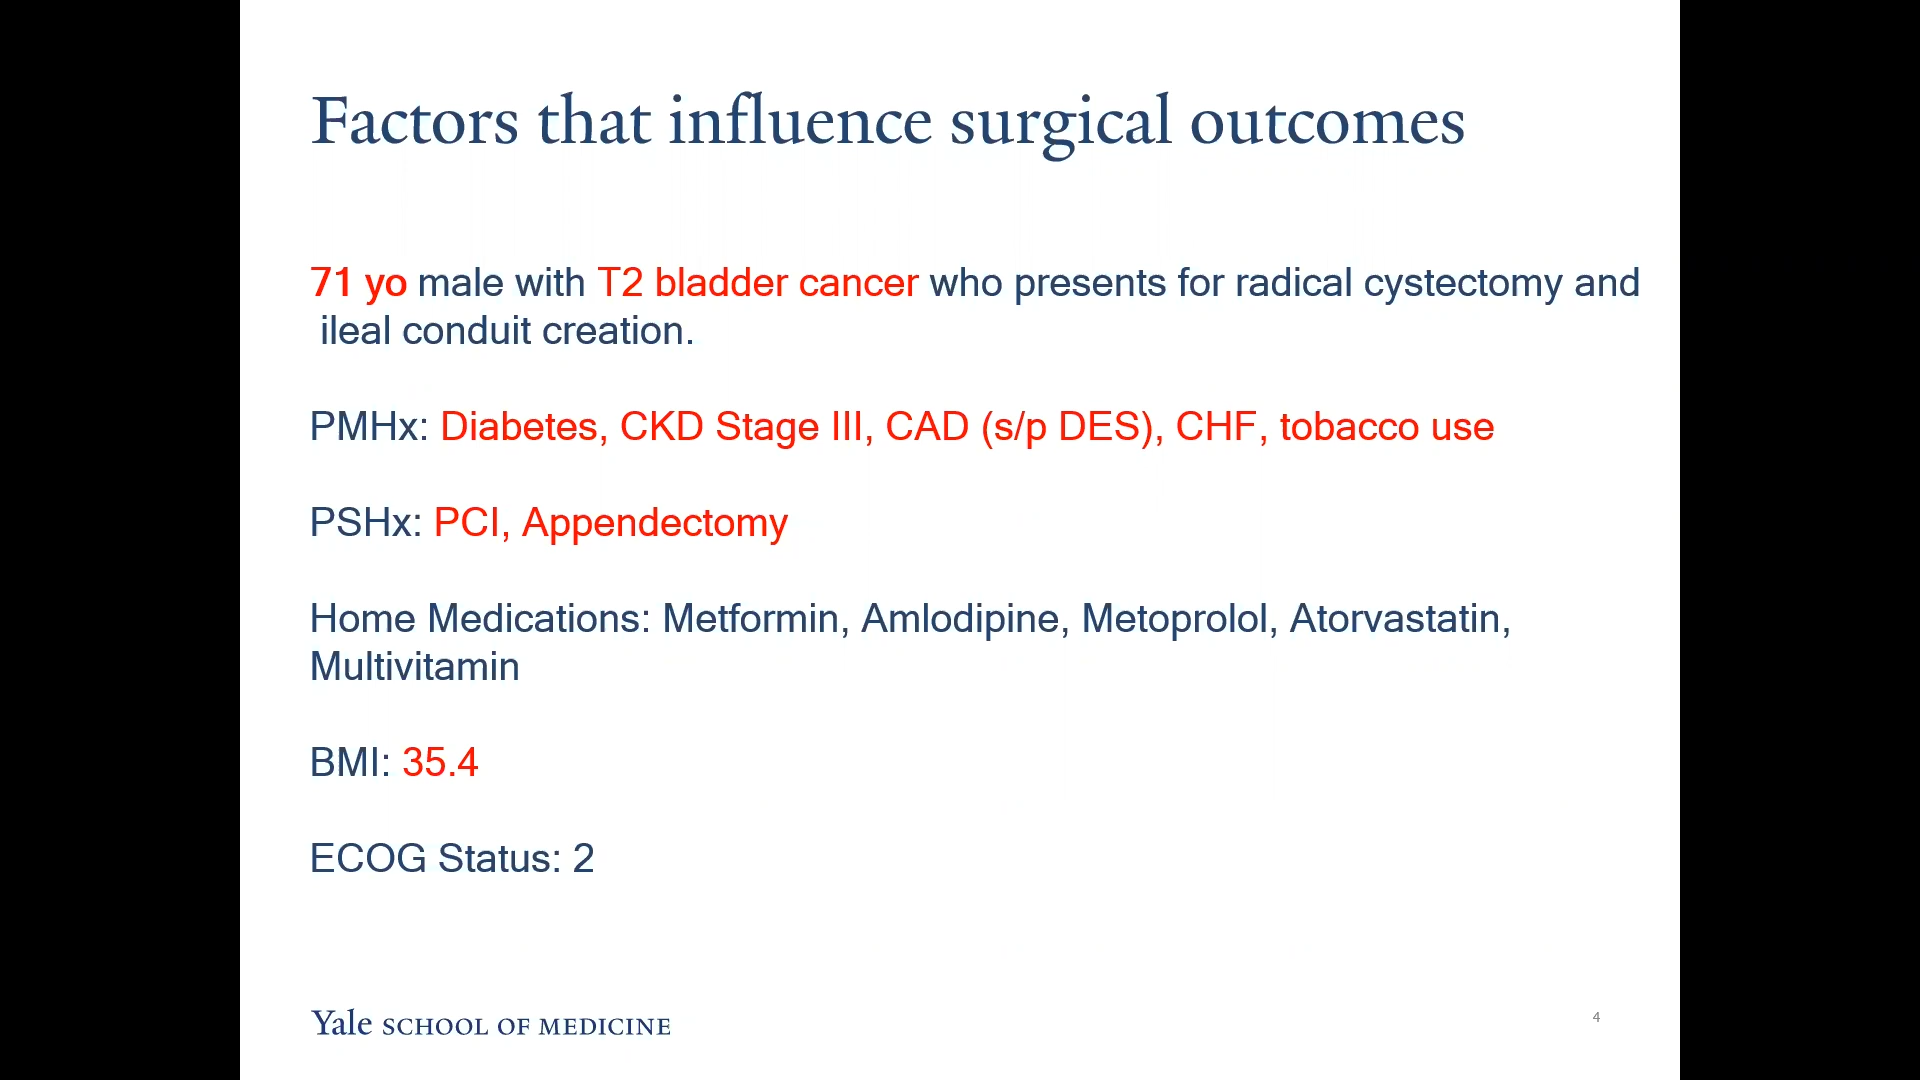 Factors that influence surgical outcomes
71 yo male with T2 bladder cancer who presents for radical cystectomy and
ileal conduit creation.
PMHx: Diabetes, CKD Stage III, CAD (s/p DES), CHF, tobacco use
PSHx: PCI, Appendectomy
Home Medications: Metformin, Amlodipine, Metoprolol, Atorvastatin,
Multivitamin
BMI: 35.4
ECOG Status: 2
Yale SCHOOL OF MEDICINE
4